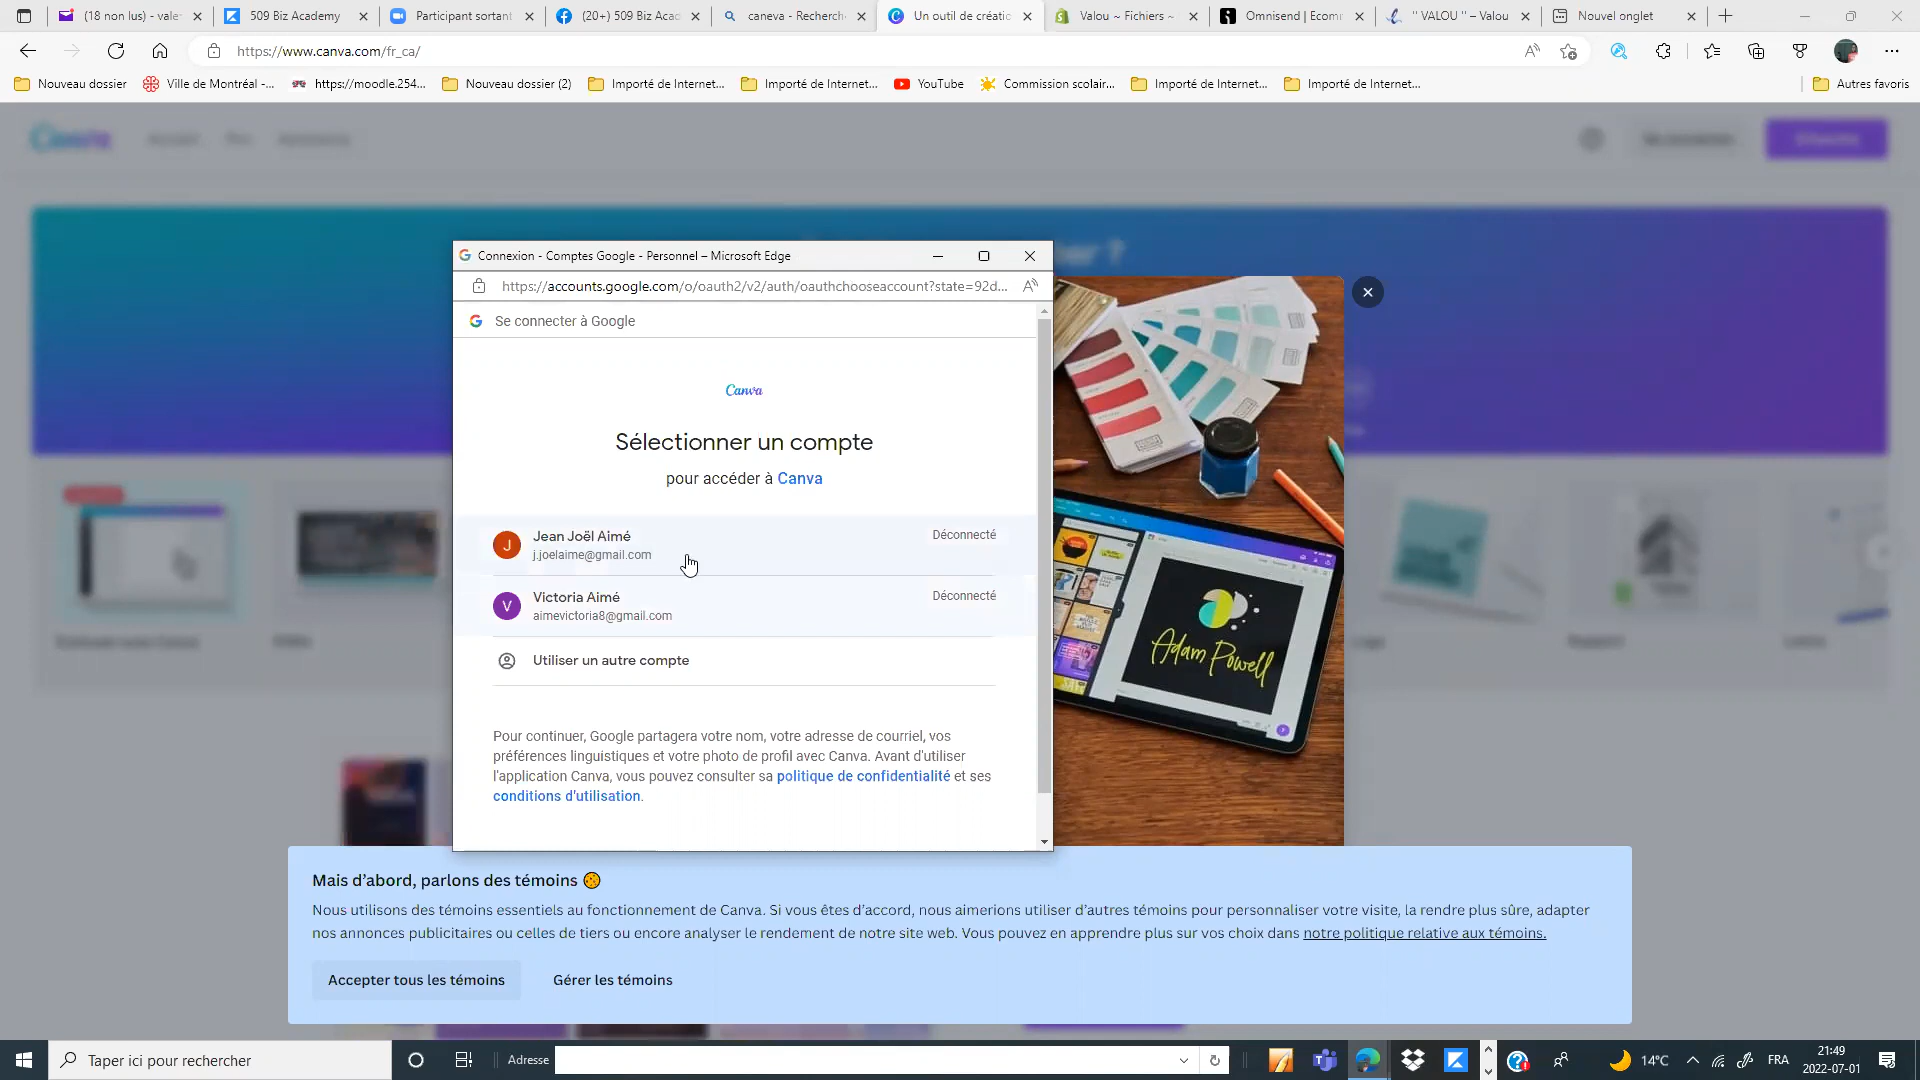 (18 non lus) - vale
509 Biz Academy
Participant sortant
(20+) 509 Biz Acad
caneva - Recherch
Un outil de créatio
Valou ~ Fichiers ~
Omnisend | Ecom
" VALOU " – Valou
Nouvel onglet
https://www.canva.com/fr_ca/
Nouveau dossier
Ville de Montréal -...
https://moodle.254...
Nouveau dossier (2)
Importé de Internet...
Importé de Internet...
YouTube
Commission scolair...
Importé de Internet...
Importé de Internet...
Autres favoris
Connexion - Comptes Google - Personnel – Microsoft Edge
https://accounts.google.com/o/oauth2/v2/auth/oauthchooseaccount?state=92d...
Se connecter à Google
Canva
Sélectionner un compte
pour accéder à Canva
J
Jean Joël Aimé
Déconnecté
j.joelaime@gmail.com
V
Victoria Aimé
Déconnecté
aimevictoria8@gmail.com
Utiliser un autre compte
Pour continuer, Google partagera votre nom, votre adresse de courriel, vos
préférences linguistiques et votre photo de profil avec Canva. Avant d'utiliser
l'application Canva, vous pouvez consulter sa politique de confidentialité et ses
conditions d'utilisation.
Adam Powell
Mais d'abord, parlons des témoins
Nous utilisons des témoins essentiels au fonctionnement de Canva. Si vous êtes d'accord, nous aimerions utiliser d'autres témoins pour personnaliser votre visite, la rendre plus sûre, adapter
nos annonces publicitaires ou celles de tiers ou encore analyser le rendement de notre site web. Vous pouvez en apprendre plus sur vos choix dans notre politique relative aux témoins.
Accepter tous les témoins
Gérer les témoins
Taper ici pour rechercher
Adresse
14°C
FRA
21:49
2022-07-01